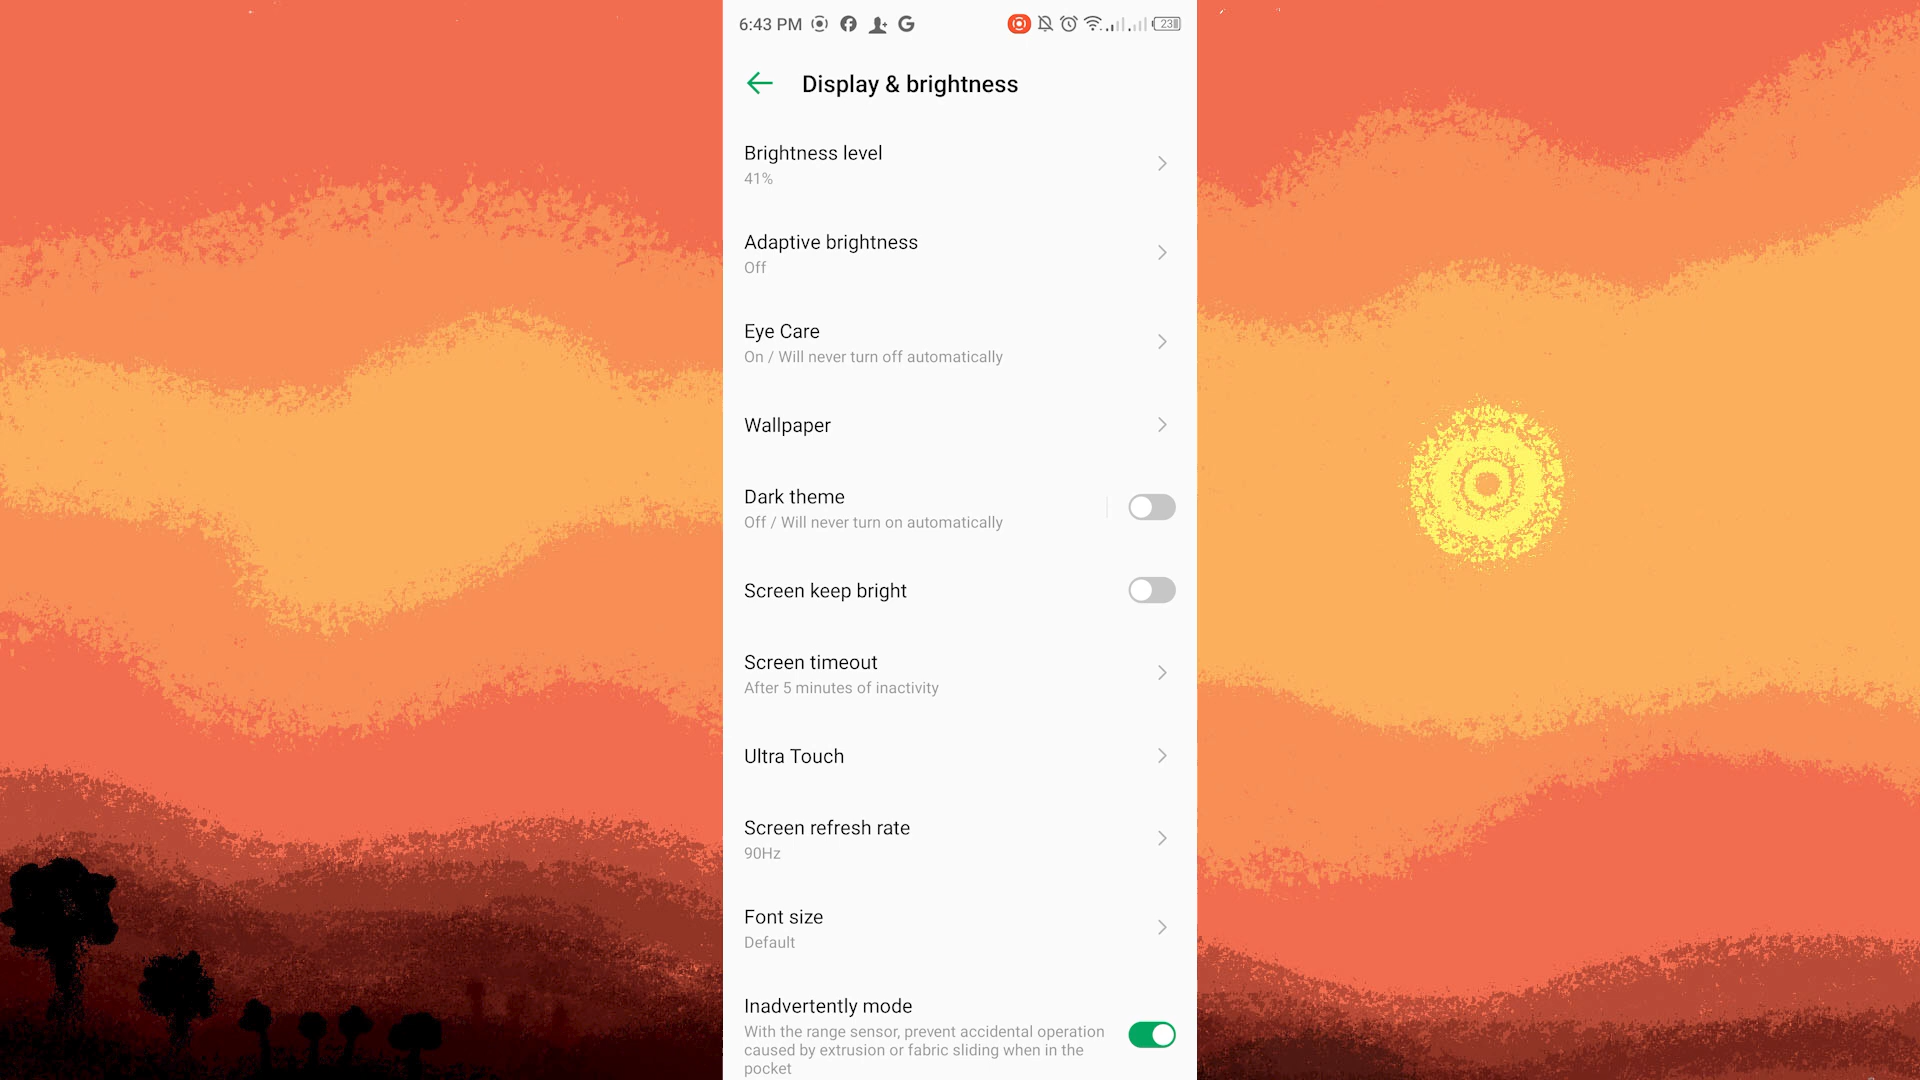 6:43 PM
23
Display & brightness
Brightness level
41%
Adaptive brightness
Off
Eye Care
On / Will never turn off automatically
Wallpaper
Dark theme
Off / Will never turn on automatically
Screen keep bright
Screen timeout
After 5 minutes of inactivity
Ultra Touch
Screen refresh rate
90Hz
Font size
Default
Inadvertently mode
With the range sensor, prevent accidental operation
caused by extrusion or fabric sliding when in the
pocket